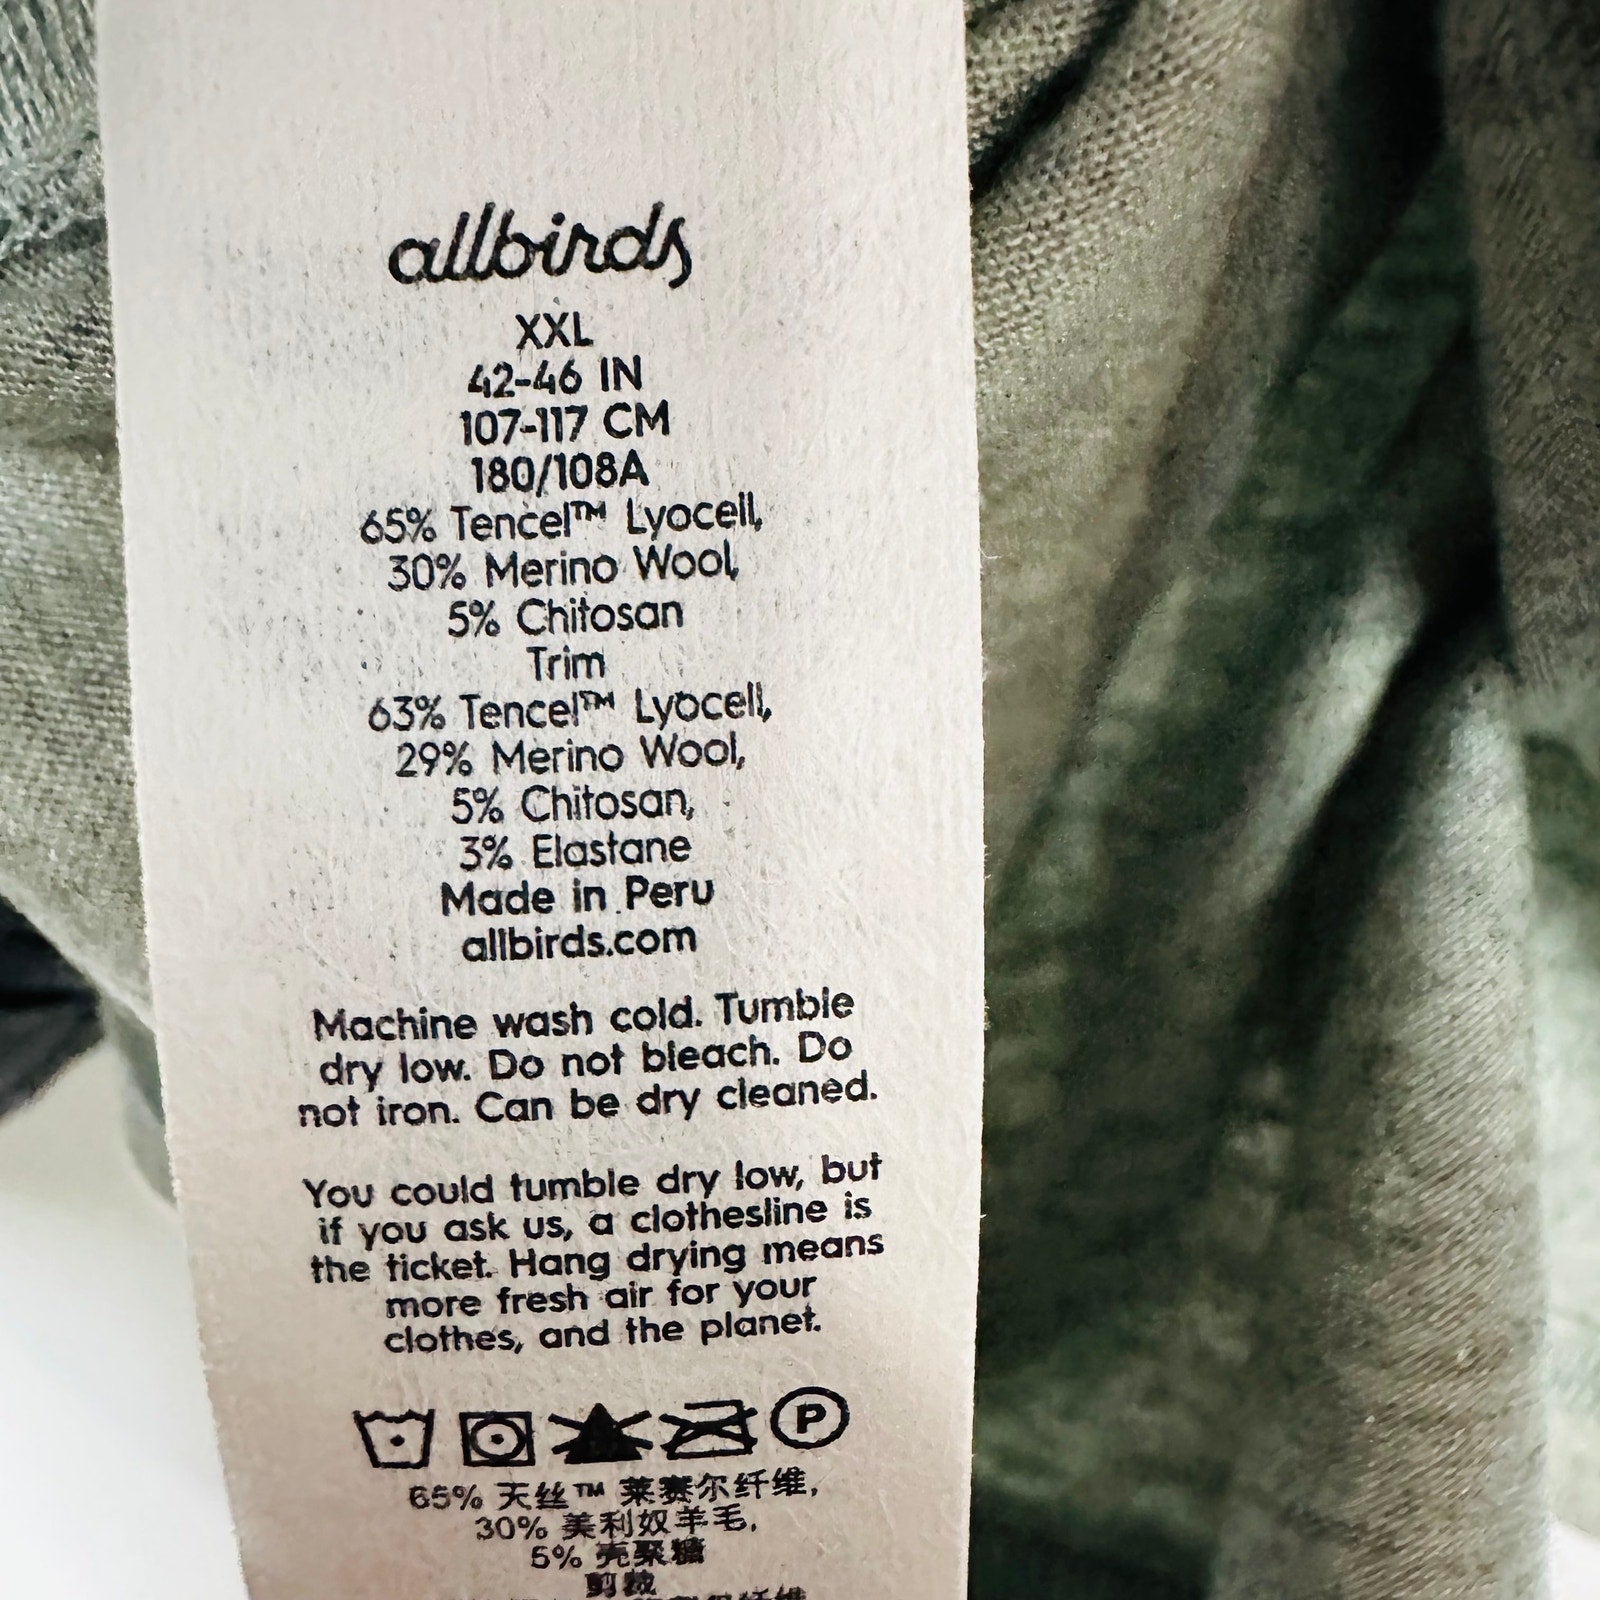 allbirds
XXL
42-46 IN
107-117 CM
180/108A
65% Tencel™ Lyocell,
30% Merino Wool,
5% Chitosan
Trim
63% Tencel™ Lyocell,
29% Merino Wool,
5% Chitosan,
3% Elastane
Made in Peru
allbirds.com
Machine wash cold. Tumble
dry low. Do not bleach. Do
not iron. Can be dry cleaned.
You could tumble dry low, but
if you ask us, a clothesline is
the ticket. Hang drying means
more fresh air for your
clothes, and the planet.
P
65% 天丝™ 莱赛尔纤维,
30% 美利奴羊毛,
5% 壳聚糖
剪裁